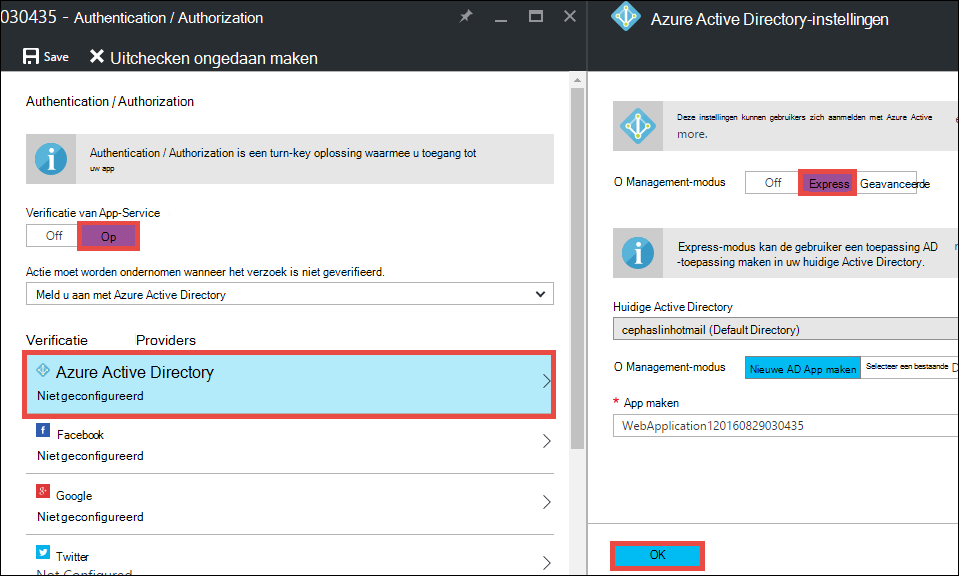 030435 - Authentication / Authorization
Save
Uitchecken ongedaan maken
Authentication / Authorization
Authentication / Authorization is een turn-key oplossing waarmee u toegang tot
uw app
Verificatie van App-Service
Off
Op
Actie moet worden ondernomen wanneer het verzoek is niet geverifieerd.
Meld u aan met Azure Active Directory
Verificatie Providers
Azure Active Directory
Niet geconfigureerd
Facebook
Niet geconfigureerd
Google
Niet geconfigureerd
Twitter
Not Configured
Azure Active Directory-instellingen
Deze instellingen kunnen gebruikers zich aanmelden met Azure Active
more.
O Management-modus
Off
Express
Geavanceerde
Express-modus kan de gebruiker een toepassing AD
-toepassing maken in uw huidige Active Directory.
Huidige Active Directory
cephaslinhotmail (Default Directory)
O Management-modus
Nieuwe AD App maken
Selecteer een bestaande
* App maken
WebApplication120160829030435
OK